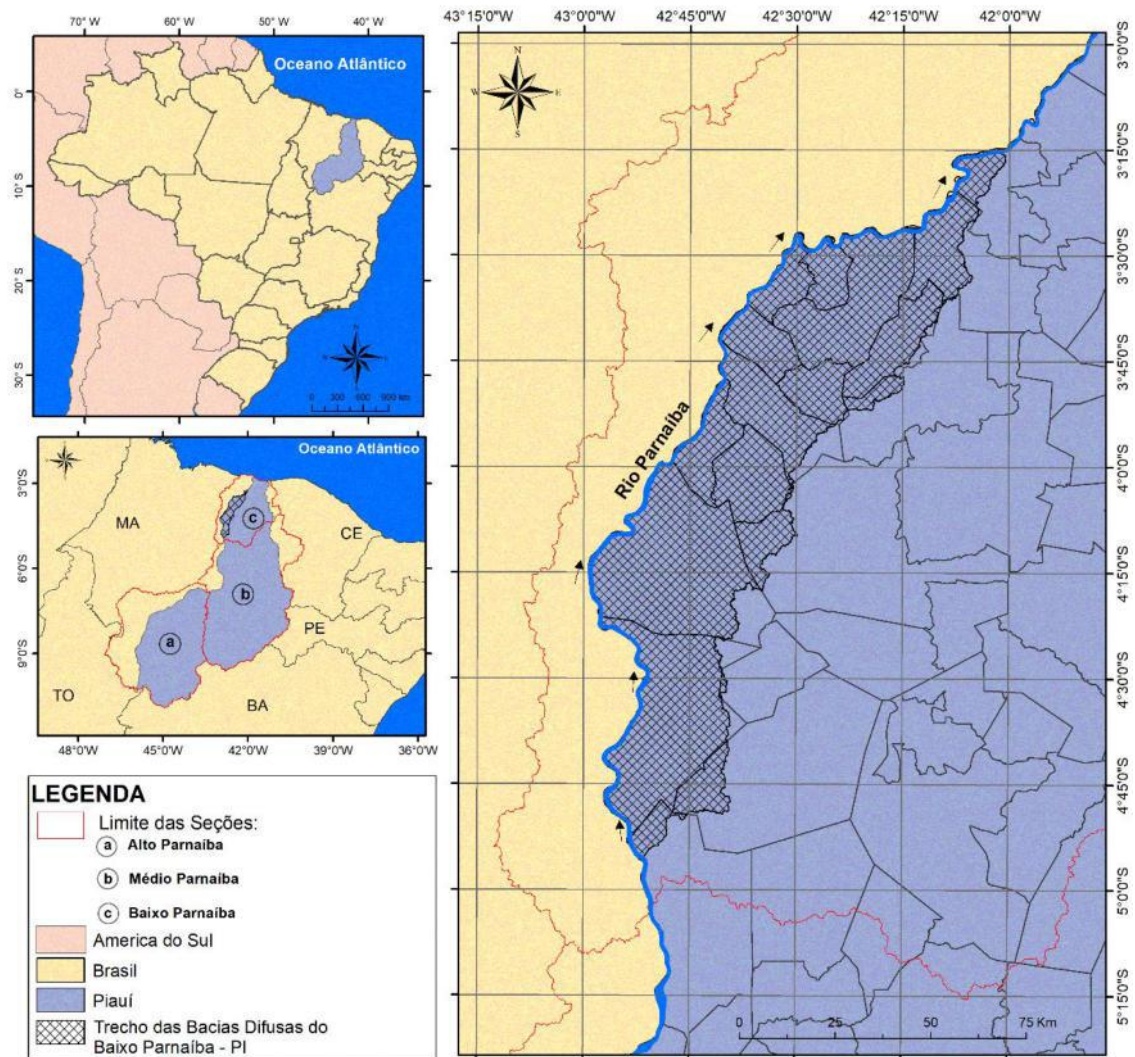 70° W
60° W
50° W
40° W
Oceano Atlântico
0°
10°S
20° S
30° S
N
S
0 300 600 900 km
70° W
60° W
50° W
40° W
Oceano Atlântico
3°0'S
6°0'S
9°0'S
MA
CE
PE
TO
BA
a
b
c
48°0'W
45°0'W
42°0'W
39°0'W
36°0'W
LEGENDA
Limite das Seções:
a Alto Parnaíba
b Médio Parnaíba
c Baixo Parnaíba
America do Sul
Brasil
Piauí
Trecho das Bacias Difusas do
Baixo Parnaíba - PI
43°15'0"W
43°0'0"W
42°45'0"W
42°30'0"W
42°15'0"W
42°0'0"W
N
W E
S
Rio Parnaíba
3°0'0"S
3°15'0"S
3°30'0"S
3°45'0"S
4°0'0"S
4°15'0"S
4°30'0"S
4°45'0"S
5°0'0"S
5°15'0"S
0 25 50 75 Km